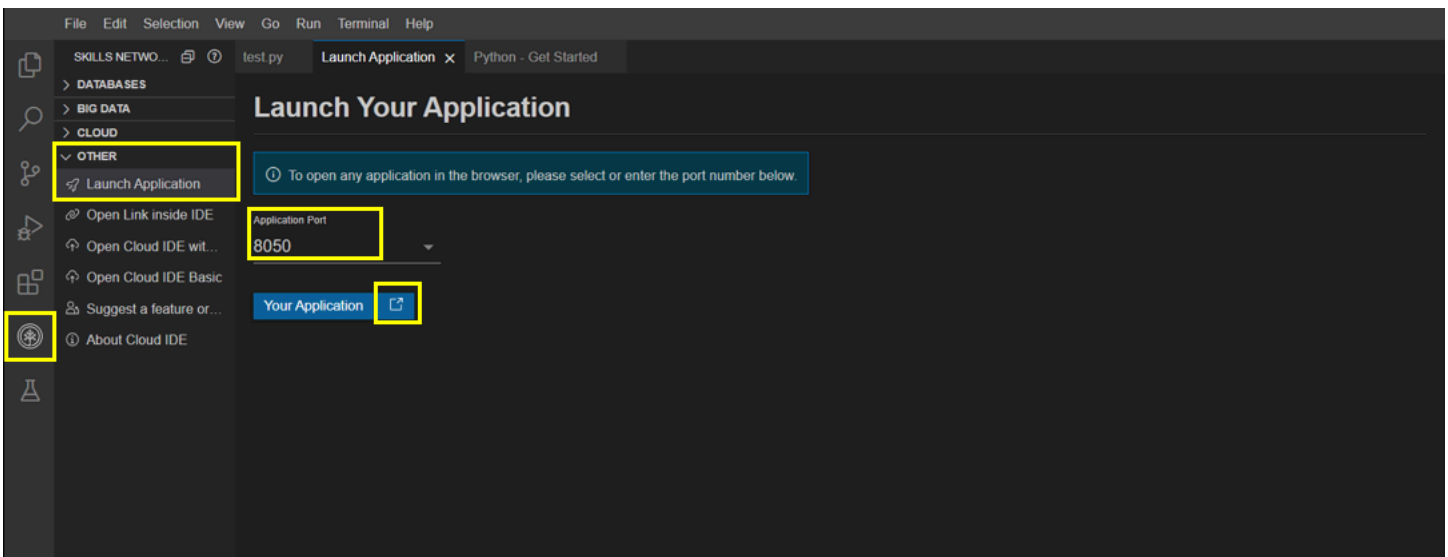 File Edit Selection View Go Run Terminal Help
SKILLS NETWO...
test.py Launch Application Python - Get Started
DATABASES
BIG DATA
CLOUD
OTHER
Launch Application
Open Link inside IDE
Open Cloud IDE wit...
Open Cloud IDE Basic
Suggest a feature or...
About Cloud IDE
Launch Your Application
To open any application in the browser, please select or enter the port number below.
Application Port
8050
Your Application